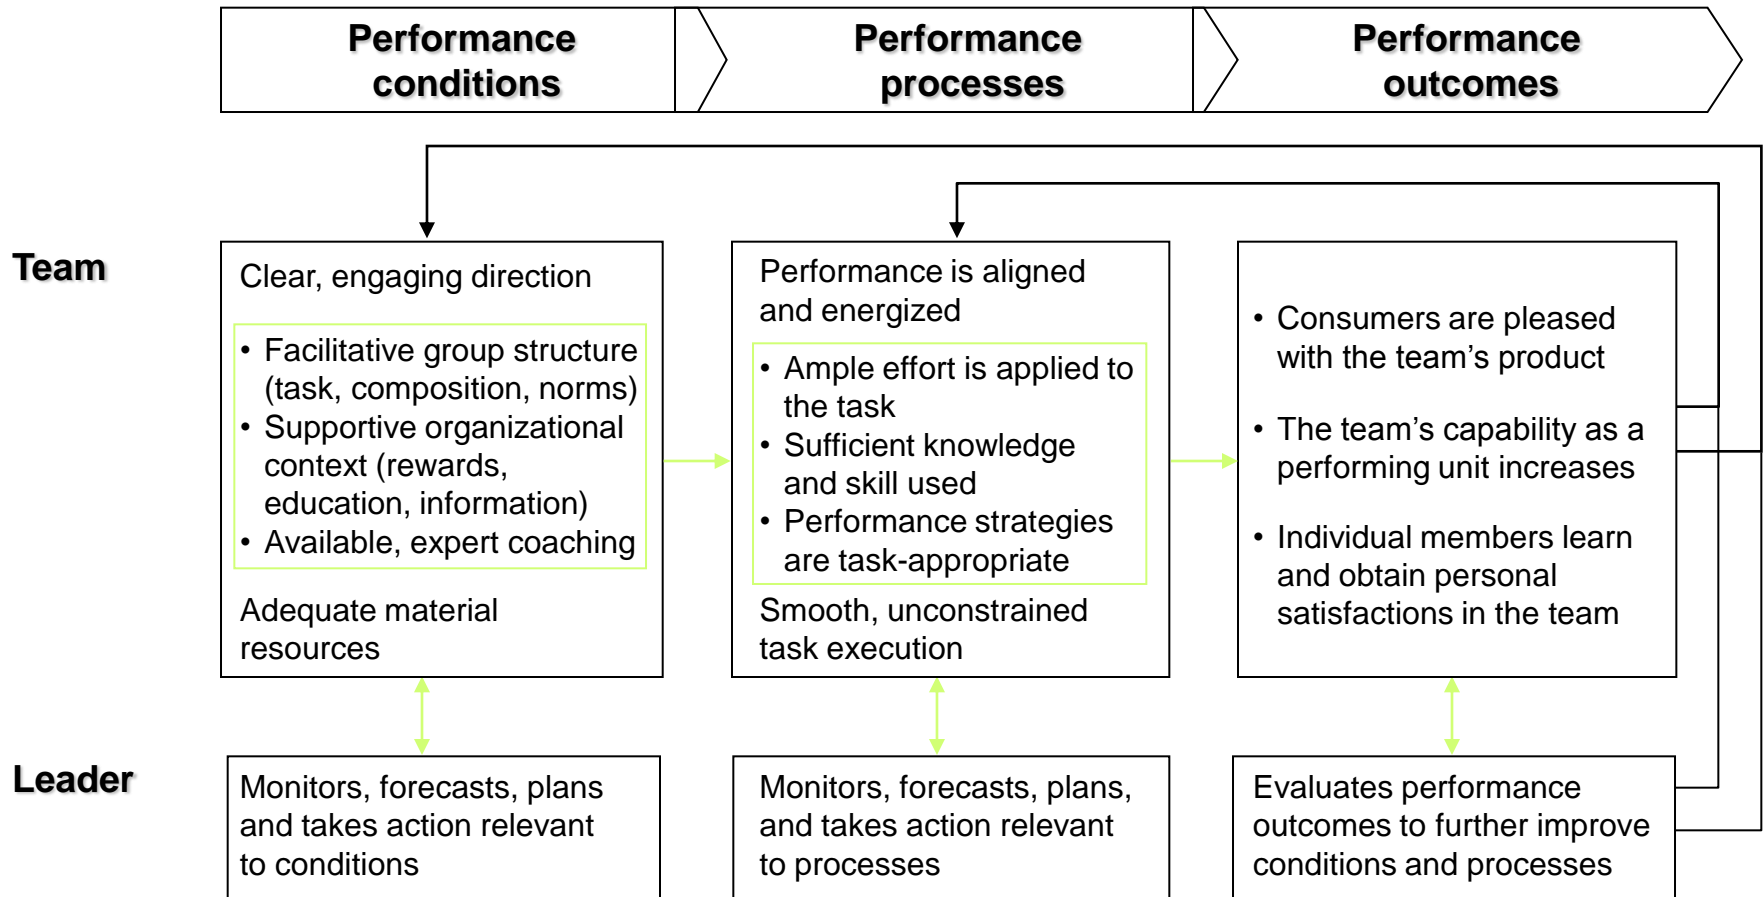 Performance
conditions
Performance
processes
Performance
outcomes
Team
Clear, engaging direction
• Facilitative group structure
(task, composition, norms)
• Supportive organizational
context (rewards,
education, information)
• Available, expert coaching
Adequate material
resources
Performance is aligned
and energized
• Ample effort is applied to
the task
• Sufficient knowledge
and skill used
• Performance strategies
are task-appropriate
Smooth, unconstrained
task execution
• Consumers are pleased
with the team’s product
• The team’s capability as a
performing unit increases
• Individual members learn
and obtain personal
satisfactions in the team
Leader
Monitors, forecasts, plans
and takes action relevant
to conditions
Monitors, forecasts, plans,
and takes action relevant
to processes
Evaluates performance
outcomes to further improve
conditions and processes